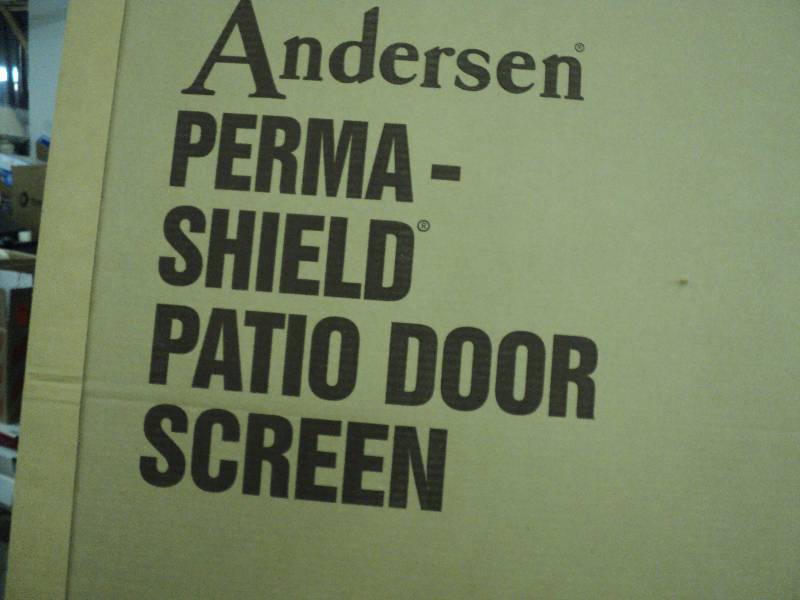 Andersen®
PERMA-
SHIELD®
PATIO DOOR
SCREEN